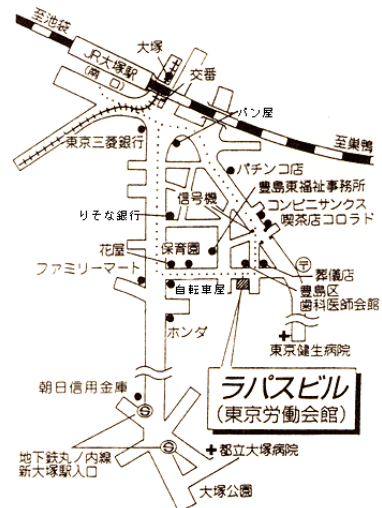 至池袋
JR大塚駅
(南口)
大塚
交番
パン屋
至巣鴨
東京三菱銀行
パチンコ店
豊島東福祉事務所
信号機
コンビニサンクス
喫茶店コロラド
りそな銀行
花屋
保育園
〒
葬儀店
ファミリーマート
自転車屋
豊島区
歯科医師会館
ホンダ
東京健生病院
ラパスビル
(東京労働会館)
朝日信用金庫
S
S
地下鉄丸ノ内線
新大塚駅入口
都立大塚病院
大塚公園